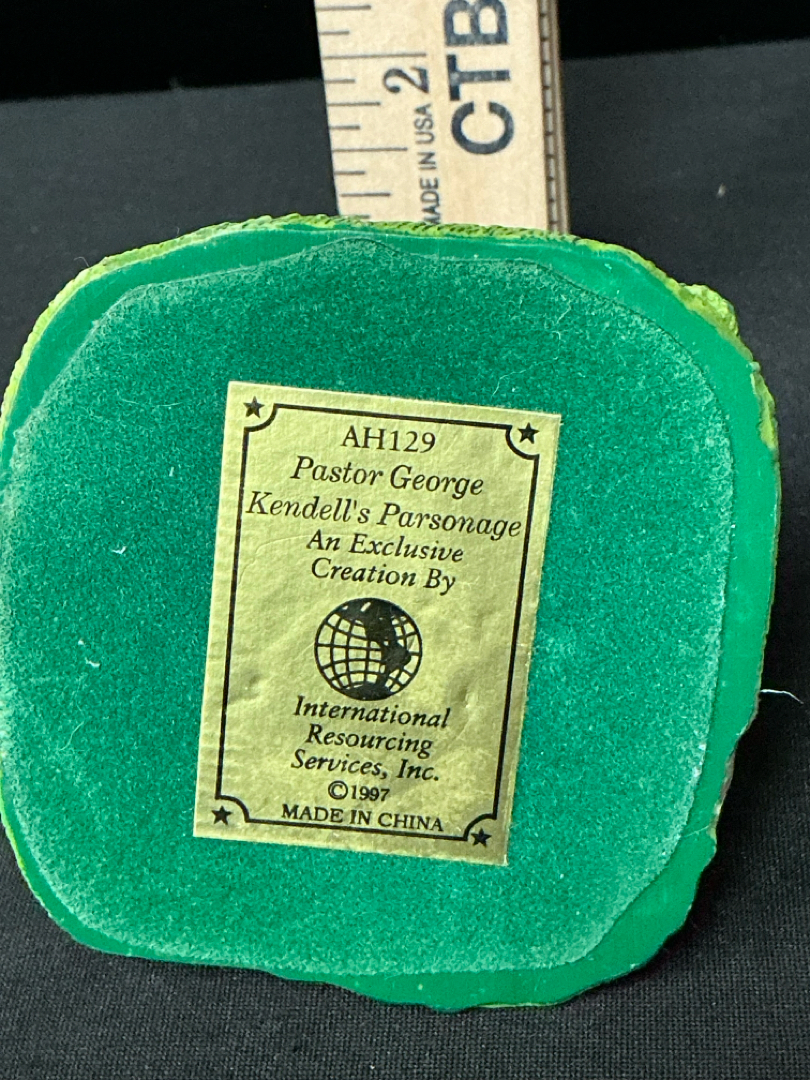 2
MADE IN USA
CTB
AH129
Pastor George
Kendell's Parsonage
An Exclusive
Creation By
International
Resourcing
Services, Inc.
©1997
MADE IN CHINA